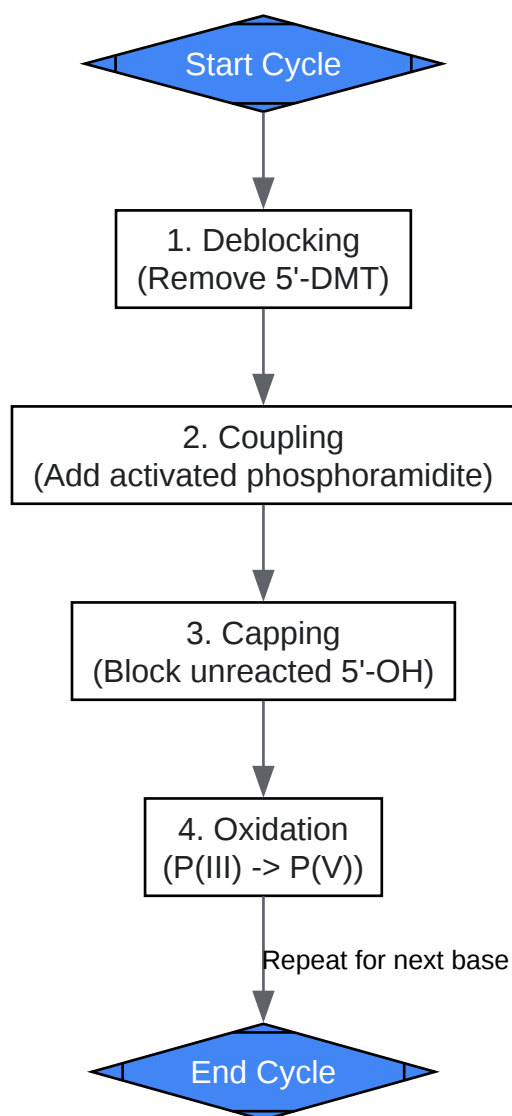 Start Cycle
1. Deblocking
(Remove 5'-DMT)
2. Coupling
(Add activated phosphoramidite)
3. Capping
(Block unreacted 5'-OH)
4. Oxidation
(P(III) -> P(V))
Repeat for next base
End Cycle